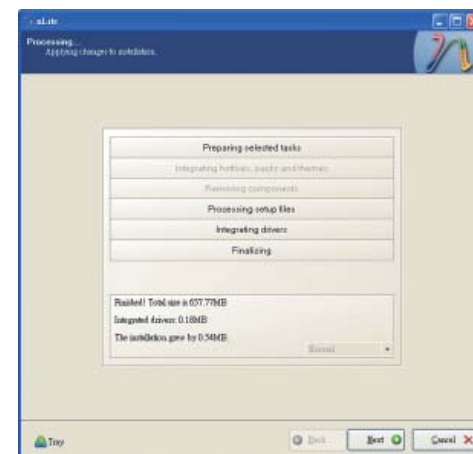 nLite
Processing...
Applying changes to installation.
Preparing selected tasks
Integrating hotfixes, packs and themes
Removing components
Processing setup files
Integrating drivers
Finalizing
Finished! Total size is 657.77MB
Integrated drivers: 0.18MB
The installation grew by 0.54MB
Normal
Tray
Back
Next
Cancel